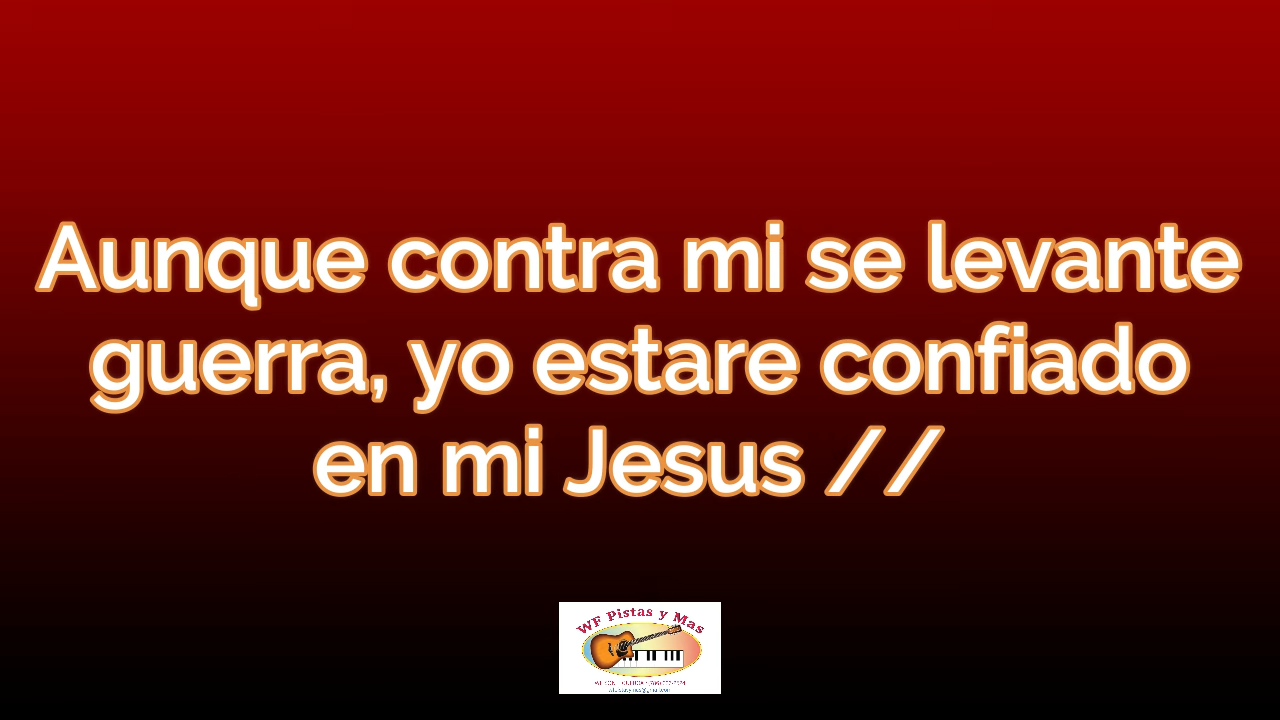 Aunque contra mi se levante
guerra, yo estare confiado
en mi Jesus //
WF Pistas y Mas